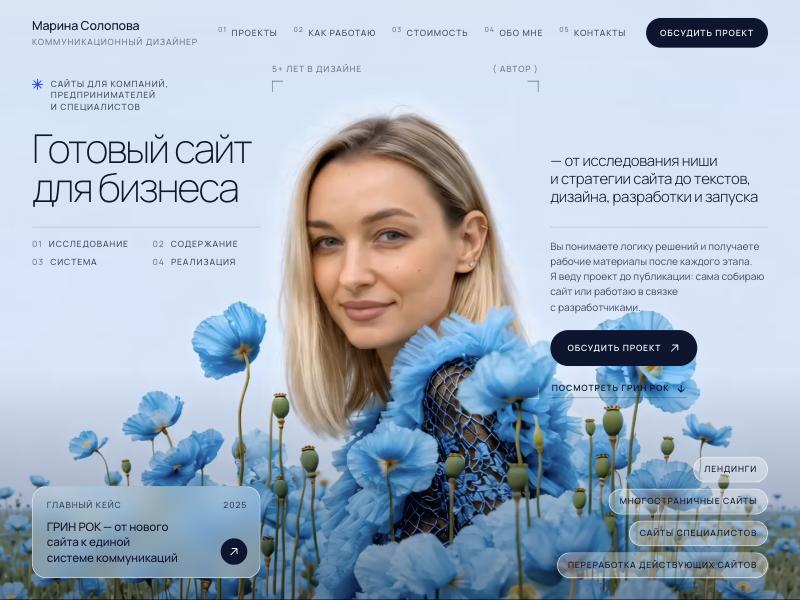 Марина Солопова
КОММУНИКАЦИОННЫЙ ДИЗАЙНЕР
01 ПРОЕКТЫ
02 КАК РАБОТАЮ
03 СТОИМОСТЬ
04 ОБО МНЕ
05 КОНТАКТЫ
ОБСУДИТЬ ПРОЕКТ
5+ ЛЕТ В ДИЗАЙНЕ
( АВТОР )
САЙТЫ ДЛЯ КОМПАНИЙ,
ПРЕДПРИНИМАТЕЛЕЙ
И СПЕЦИАЛИСТОВ
Готовый сайт
для бизнеса
01 ИССЛЕДОВАНИЕ
02 СОДЕРЖАНИЕ
03 СИСТЕМА
04 РЕАЛИЗАЦИЯ
— от исследования ниши
и стратегии сайта до текстов,
дизайна, разработки и запуска
Вы понимаете логику решений и получаете
рабочие материалы после каждого этапа.
Я веду проект до публикации: сама собираю
сайт или работаю в связке
с разработчиками.
ОБСУДИТЬ ПРОЕКТ
ПОСМОТРЕТЬ ГРИН РОК
ЛЕНДИНГИ
МНОГОСТРАНИЧНЫЕ САЙТЫ
САЙТЫ СПЕЦИАЛИСТОВ
ПЕРЕРАБОТКА ДЕЙСТВУЮЩИХ САЙТОВ
ГЛАВНЫЙ КЕЙС
2025
ГРИН РОК — от нового
сайта к единой
системе коммуникаций